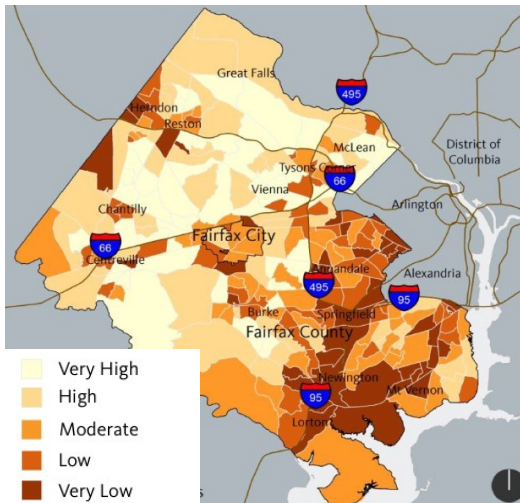 Great Falls
495
Herndon
Reston
McLean
District of
Columbia
Tysons Corner
66
Vienna
Arlington
Chantilly
Fairfax City
66
Centreville
Annandale
Alexandria
495
95
Burke
Springfield
Fairfax County
Newington
Mt Vernon
95
Lorton
Very High
High
Moderate
Low
Very Low